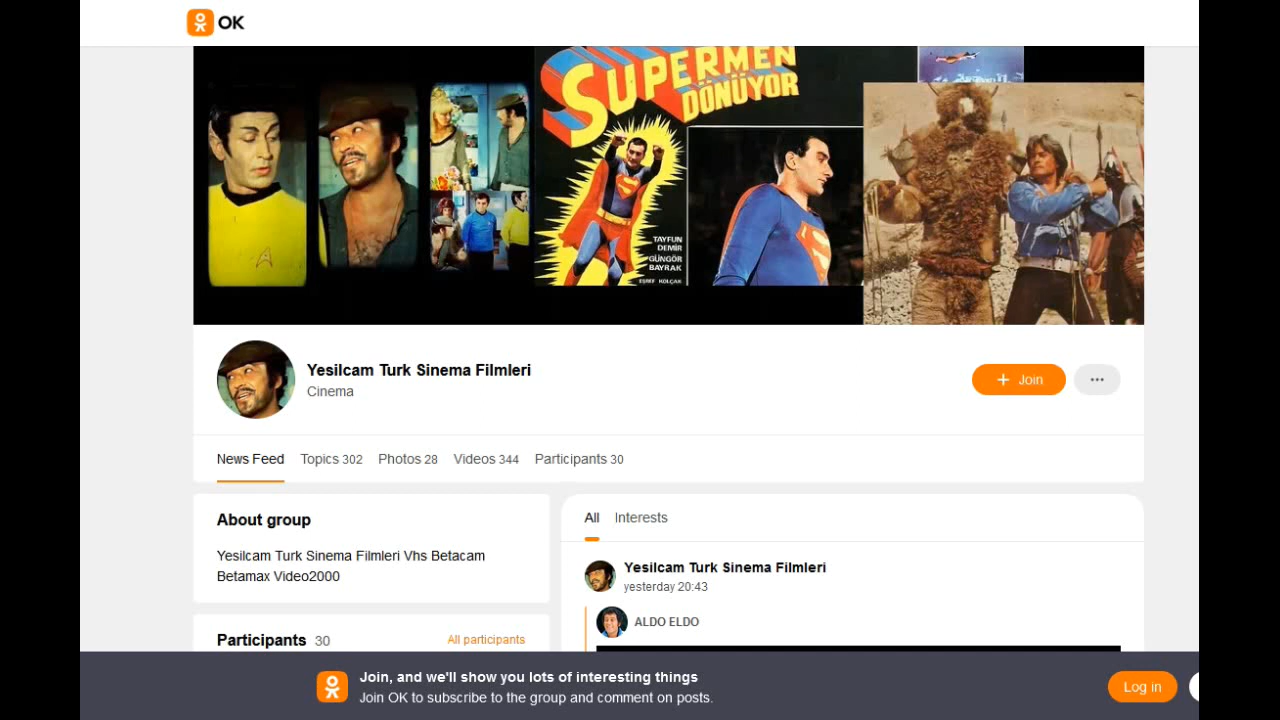 OK
SUPERMEN
DÖNÜYOR
TAYFUN
DEMİR
GÜNGÖR
BAYRAK
EŞREF KOLÇAK
Yesilcam Turk Sinema Filmleri
Cinema
+ Join
...
News Feed Topics 302 Photos 28 Videos 344 Participants 30
About group
Yesilcam Turk Sinema Filmleri Vhs Betacam
Betamax Video2000
Participants 30 All participants
All Interests
Yesilcam Turk Sinema Filmleri
yesterday 20:43
ALDO ELDO
Join, and we'll show you lots of interesting things
Join OK to subscribe to the group and comment on posts.
Log in